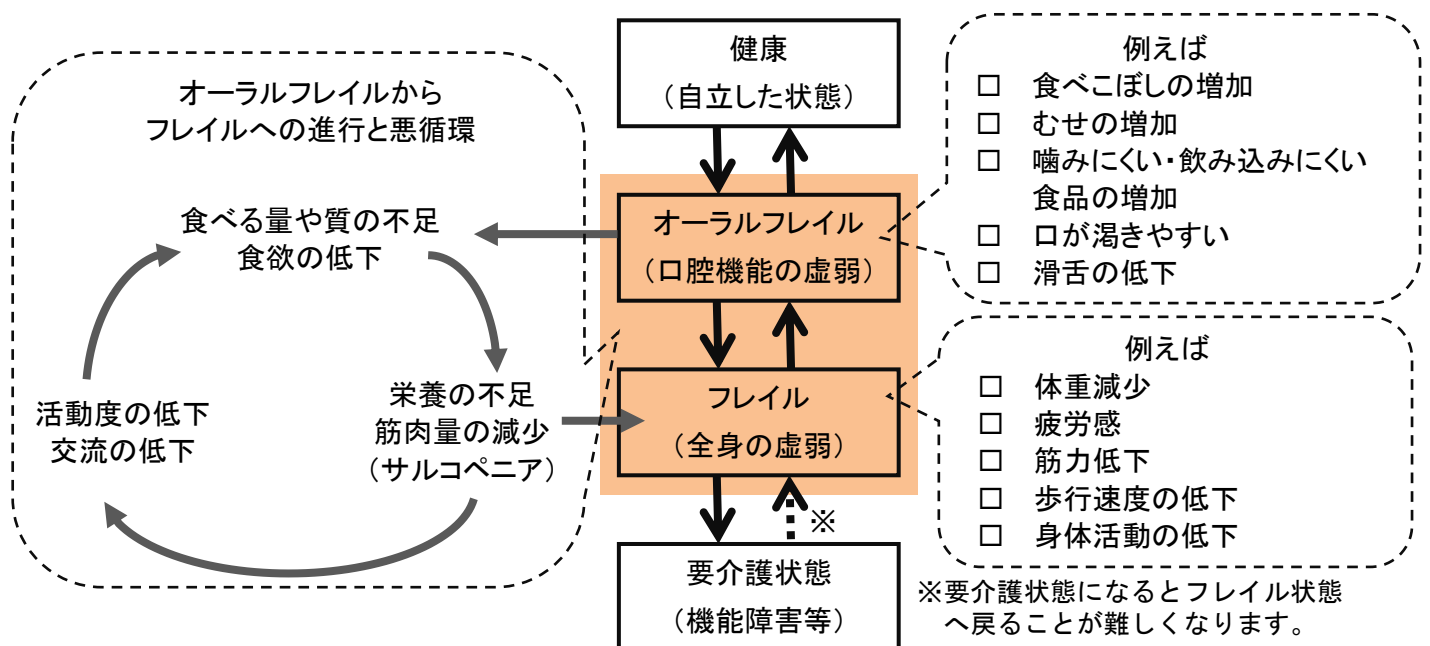 オーラルフレイルから
フレイルへの進行と悪循環
食べる量や質の不足
食欲の低下
栄養の不足
筋肉量の減少
（サルコペニア）
活動度の低下
交流の低下
健康
（自立した状態）
オーラルフレイル
（口腔機能の虚弱）
フレイル
（全身の虚弱）
※
要介護状態
（機能障害等）
例えば
□ 食べこぼしの増加
□ むせの増加
□ 噛みにくい・飲み込みにくい
食品の増加
□ 口が渇きやすい
□ 滑舌の低下
例えば
□ 体重減少
□ 疲労感
□ 筋力低下
□ 歩行速度の低下
□ 身体活動の低下
※要介護状態になるとフレイル状態
へ戻ることが難しくなります。